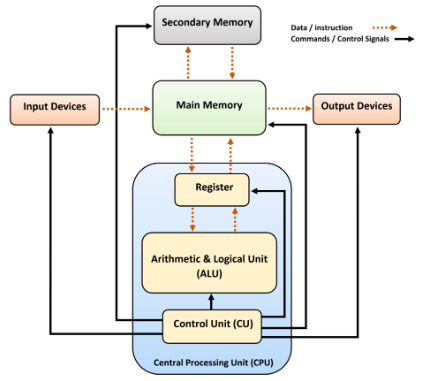 Secondary Memory
Data / instruction
Commands / Control Signals
Input Devices
Main Memory
Output Devices
Register
Arithmetic & Logical Unit
(ALU)
Control Unit (CU)
Central Processing Unit (CPU)